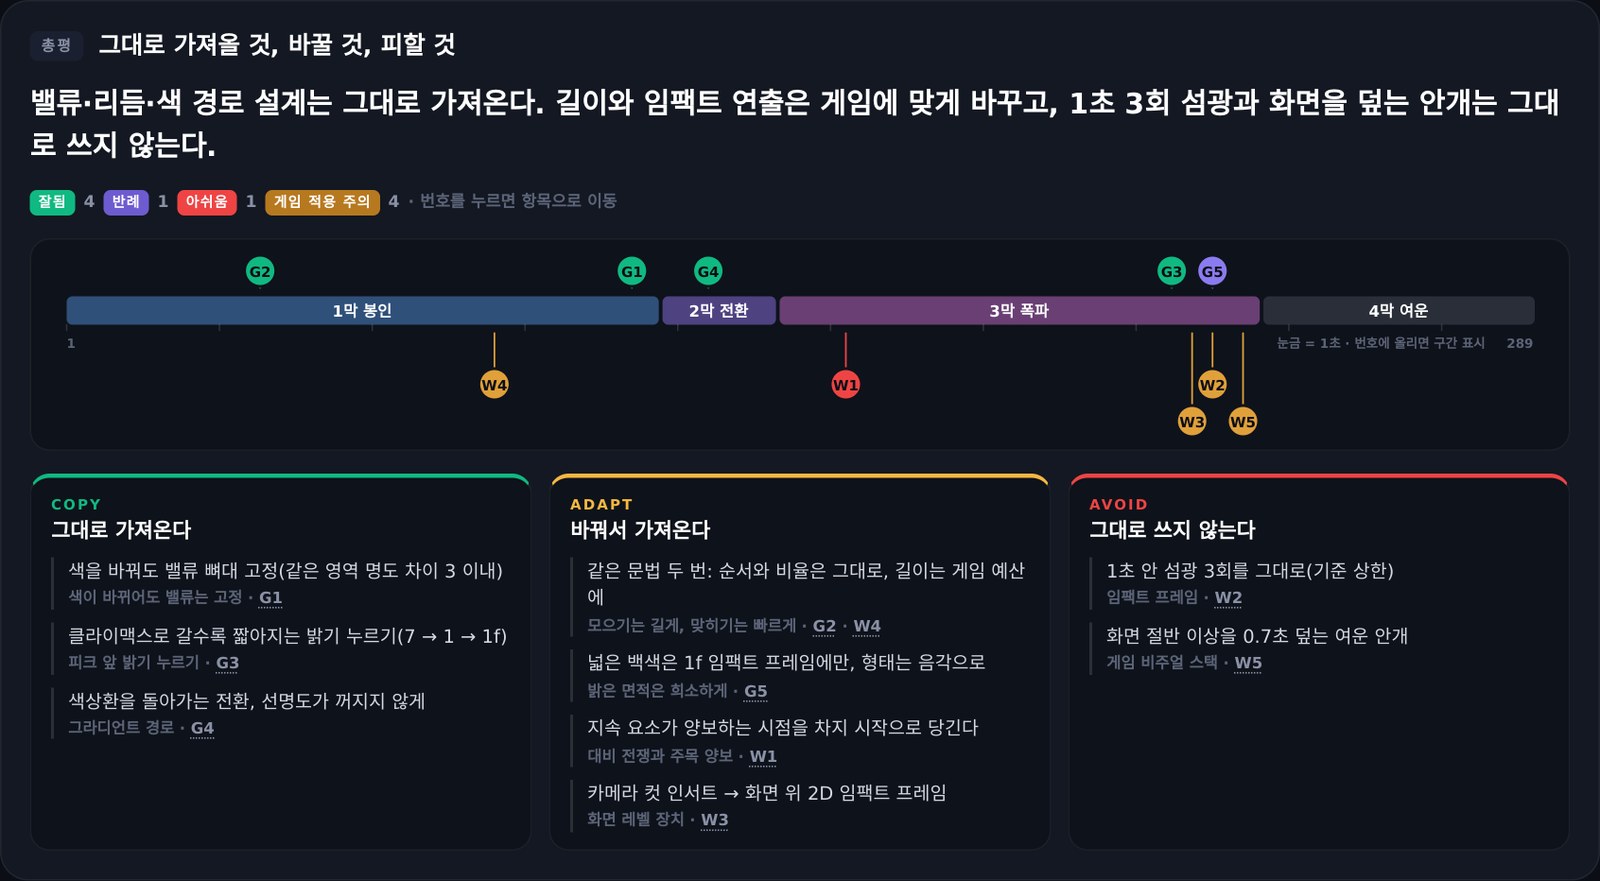 총평 그대로 가져올 것, 바꿀 것, 피할 것
밸류·리듬·색 경로 설계는 그대로 가져온다. 길이와 임팩트 연출은 게임에 맞게 바꾸고, 1초 3회 섬광과 화면을 덮는 안개는 그대
로 쓰지 않는다.
잘됨 4 반례 1 아쉬움 1 게임 적용 주의 4 · 번호를 누르면 항목으로 이동
G2 G1 G4 G3 G5
1막 봉인 2막 전환 3막 폭파 4막 여운
1 눈금 = 1초 · 번호에 올리면 구간 표시 289
W4 W1 W2
W3 W5
COPY
그대로 가져온다
색을 바꿔도 밸류 뼈대 고정(같은 영역 명도 차이 3 이내)
색이 바뀌어도 밸류는 고정 · G1
클라이맥스로 갈수록 짧아지는 밝기 누르기(7 → 1 → 1f)
피크 앞 밝기 누르기 · G3
색상환을 돌아가는 전환, 선명도가 꺼지지 않게
그라디언트 경로 · G4
ADAPT
바꿔서 가져온다
같은 문법 두 번: 순서와 비율은 그대로, 길이는 게임 예산
에
모으기는 길게, 맞히기는 빠르게 · G2 · W4
넓은 백색은 1f 임팩트 프레임에만, 형태는 음각으로
밝은 면적은 희소하게 · G5
지속 요소가 양보하는 시점을 차지 시작으로 당긴다
대비 전쟁과 주목 양보 · W1
카메라 컷 인서트 → 화면 위 2D 임팩트 프레임
화면 레벨 장치 · W3
AVOID
그대로 쓰지 않는다
1초 안 섬광 3회를 그대로(기준 상한)
임팩트 프레임 · W2
화면 절반 이상을 0.7초 덮는 여운 안개
게임 비주얼 스택 · W5